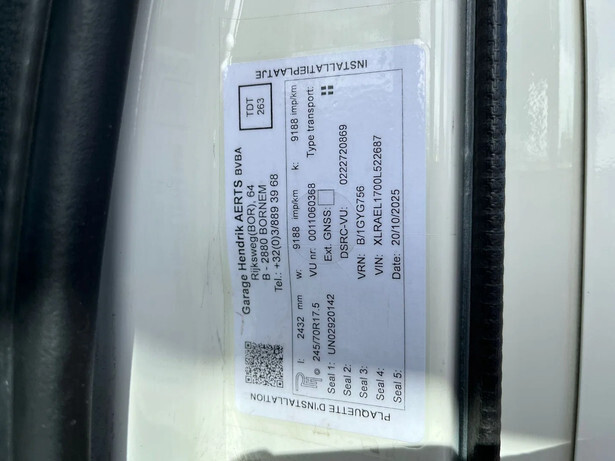 INSTALLATIEPLAATJE
Garage Hendrik AERTS BVBA
Rijksweg(BOR), 64
B - 2880 BORNEM
Tel.: +32(0)3/889 39 68
TDT
263
l: 2432 mm w: 9188 imp/km k: 9188 imp/km
245/70R17.5 VU nr: 0011060368 Type transport:
Seal 1: UN02920142 Ext. GNSS:
Seal 2: DSRC-VU: 0222720869
Seal 3: VRN: B/1GYG756
Seal 4: VIN: XLRAEL1700L522687
Seal 5: Date: 20/10/2025
PLAQUETTE D'INSTALLATION